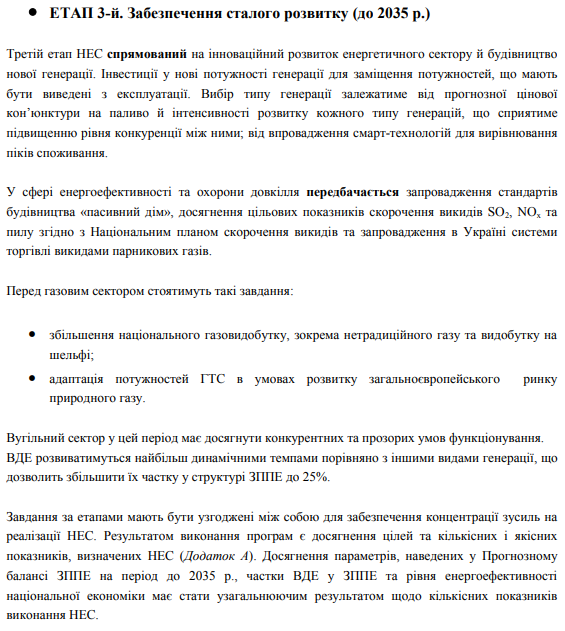 • ЕТАП 3-й. Забезпечення сталого розвитку (до 2035 р.)
Третій етап НЕС спрямований на інноваційний розвиток енергетичного сектору й будівництво
нової генерації. Інвестиції у нові потужності генерації для заміщення потужностей, що мають
бути виведені з експлуатації. Вибір типу генерації залежатиме від прогнозної цінової
кон’юнктури на паливо й інтенсивності розвитку кожного типу генерацій, що сприятиме
підвищенню рівня конкуренції між ними; від впровадження смарт-технологій для вирівнювання
піків споживання.
У сфері енергоефективності та охорони довкілля передбачається запровадження стандартів
будівництва «пасивний дім», досягнення цільових показників скорочення викидів SO₂, NOₓ та
пилу згідно з Національним планом скорочення викидів та запровадження в Україні системи
торгівлі викидами парникових газів.
Перед газовим сектором стоятимуть такі завдання:
• збільшення національного газовидобутку, зокрема нетрадиційного газу та видобутку на
шельфі;
• адаптація потужностей ГТС в умовах розвитку загальноєвропейського ринку
природного газу.
Вугільний сектор у цей період має досягнути конкурентних та прозорих умов функціонування.
ВДЕ розвиватимуться найбільш динамічними темпами порівняно з іншими видами генерації, що
дозволить збільшити їх частку у структурі ЗППЕ до 25%.
Завдання за етапами мають бути узгоджені між собою для забезпечення концентрації зусиль на
реалізації НЕС. Результатом виконання програм є досягнення цілей та кількісних і якісних
показників, визначених НЕС (Додаток А). Досягнення параметрів, наведених у Прогнозному
балансі ЗППЕ на період до 2035 р., частки ВДЕ у ЗППЕ та рівня енергоефективності
національної економіки має стати узагальнюючим результатом щодо кількісних показників
виконання НЕС.